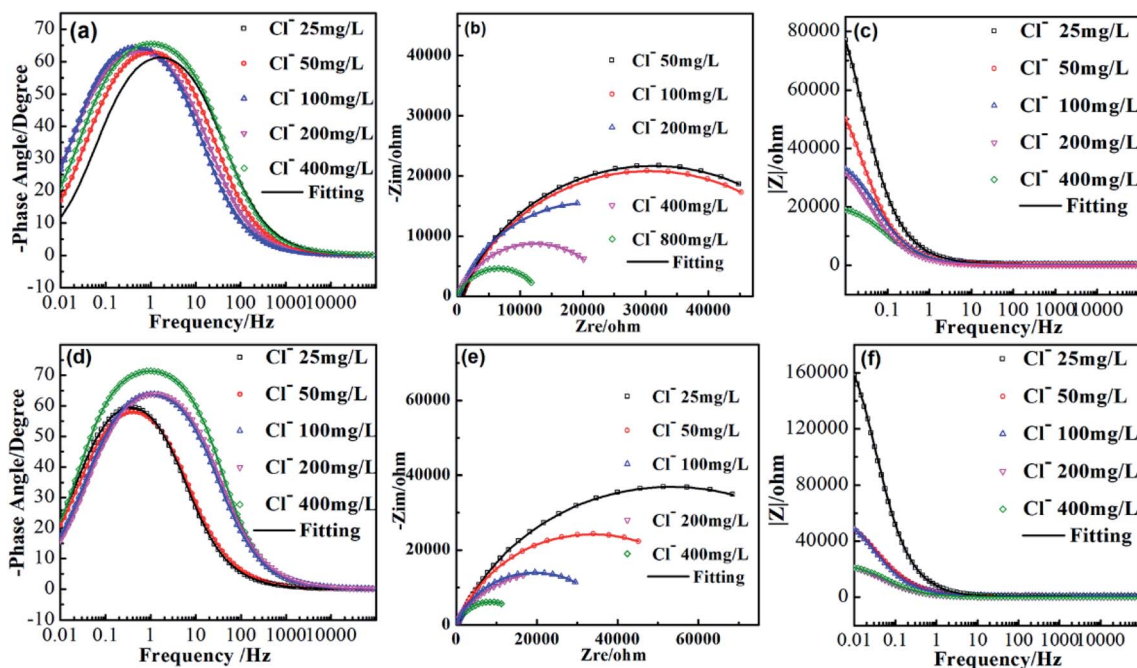 (a)
-Phase Angle/Degree
70
60
50
40
30
20
10
0
-10
Cl⁻ 25mg/L
Cl⁻ 50mg/L
Cl⁻ 100mg/L
Cl⁻ 200mg/L
Cl⁻ 400mg/L
Fitting
0.01 0.1 1 10 100 1000 10000
Frequency/Hz
(b)
-Zim/ohm
40000
30000
20000
10000
0
Cl⁻ 50mg/L
Cl⁻ 100mg/L
Cl⁻ 200mg/L
Cl⁻ 400mg/L
Cl⁻ 800mg/L
Fitting
0 10000 20000 30000 40000
Zre/ohm
(c)
|Z|/ohm
80000
60000
40000
20000
0
Cl⁻ 25mg/L
Cl⁻ 50mg/L
Cl⁻ 100mg/L
Cl⁻ 200mg/L
Cl⁻ 400mg/L
Fitting
0.01 0.1 1 10 100 1000 10000
Frequency/Hz
(d)
-Phase Angle/Degree
70
60
50
40
30
20
10
0
-10
Cl⁻ 25mg/L
Cl⁻ 50mg/L
Cl⁻ 100mg/L
Cl⁻ 200mg/L
Cl⁻ 400mg/L
Fitting
0.01 0.1 1 10 100 1000 10000
Frequency /Hz
(e)
-Zim/ohm
60000
40000
20000
0
Cl⁻ 25mg/L
Cl⁻ 50mg/L
Cl⁻ 100mg/L
Cl⁻ 200mg/L
Cl⁻ 400mg/L
Fitting
0 20000 40000 60000
Zre/ohm
(f)
|Z|/ohm
160000
120000
80000
40000
0
Cl⁻ 25mg/L
Cl⁻ 50mg/L
Cl⁻ 100mg/L
Cl⁻ 200mg/L
Cl⁻ 400mg/L
Fitting
0.01 0.1 1 10 100 1000 10000
Frequency/Hz